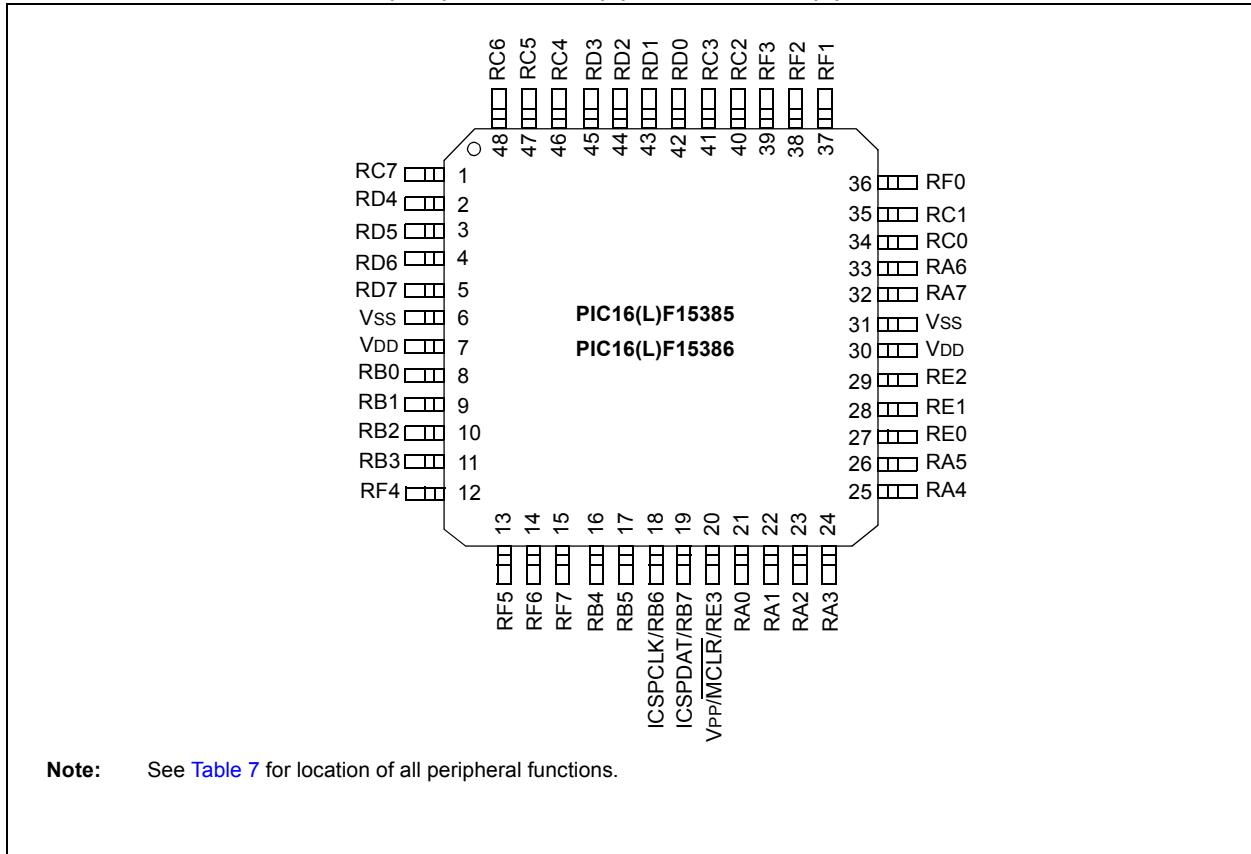 RC6
RC5
RC4
RD3
RD2
RD1
RD0
RC3
RC2
RF3
RF2
RF1
48
47
46
45
44
43
42
41
40
39
38
37
RC7 1
RD4 2
RD5 3
RD6 4
RD7 5
VSS 6
VDD 7
RB0 8
RB1 9
RB2 10
RB3 11
RF4 12
PIC16(L)F15385
PIC16(L)F15386
36 RF0
35 RC1
34 RC0
33 RA6
32 RA7
31 VSS
30 VDD
29 RE2
28 RE1
27 RE0
26 RA5
25 RA4
13
14
15
16
17
18
19
20
21
22
23
24
RF5
RF6
RF7
RB4
RB5
ICSPCLK/RB6
ICSPDAT/RB7
VPP/MCLR/RE3
RA0
RA1
RA2
RA3
Note: See Table 7 for location of all peripheral functions.